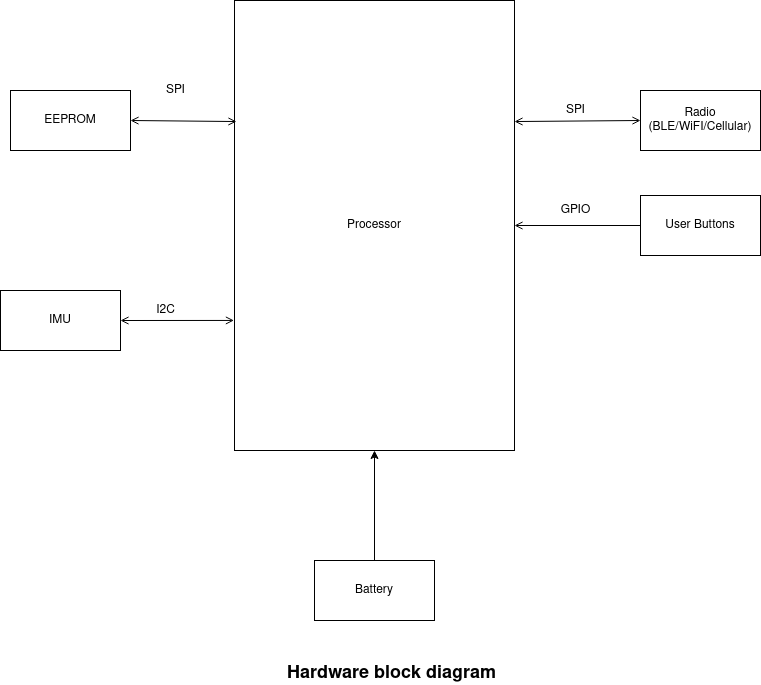 SPI
EEPROM
SPI
Radio
(BLE/WiFI/Cellular)
GPIO
Processor
User Buttons
I2C
IMU
Battery
Hardware block diagram